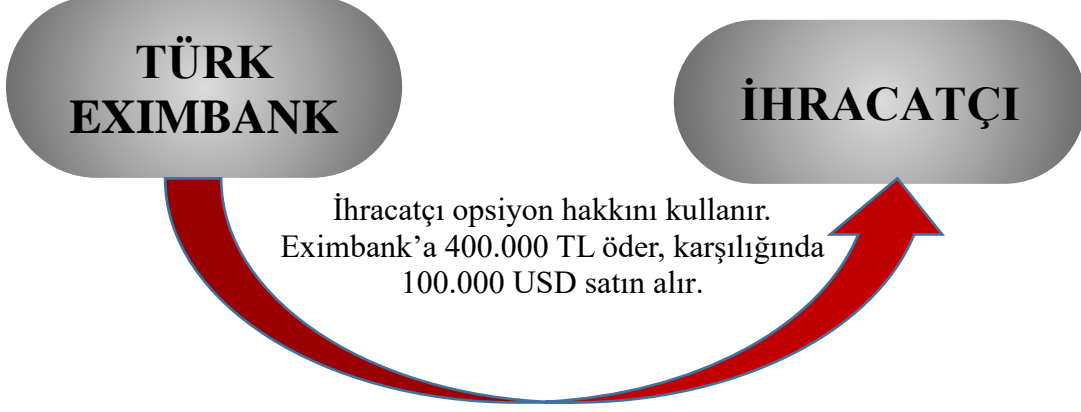 TÜRK
EXIMBANK
İHRACATÇI
İhracatçı opsiyon hakkını kullanır.
Eximbank’a 400.000 TL öder, karşılığında
100.000 USD satın alır.